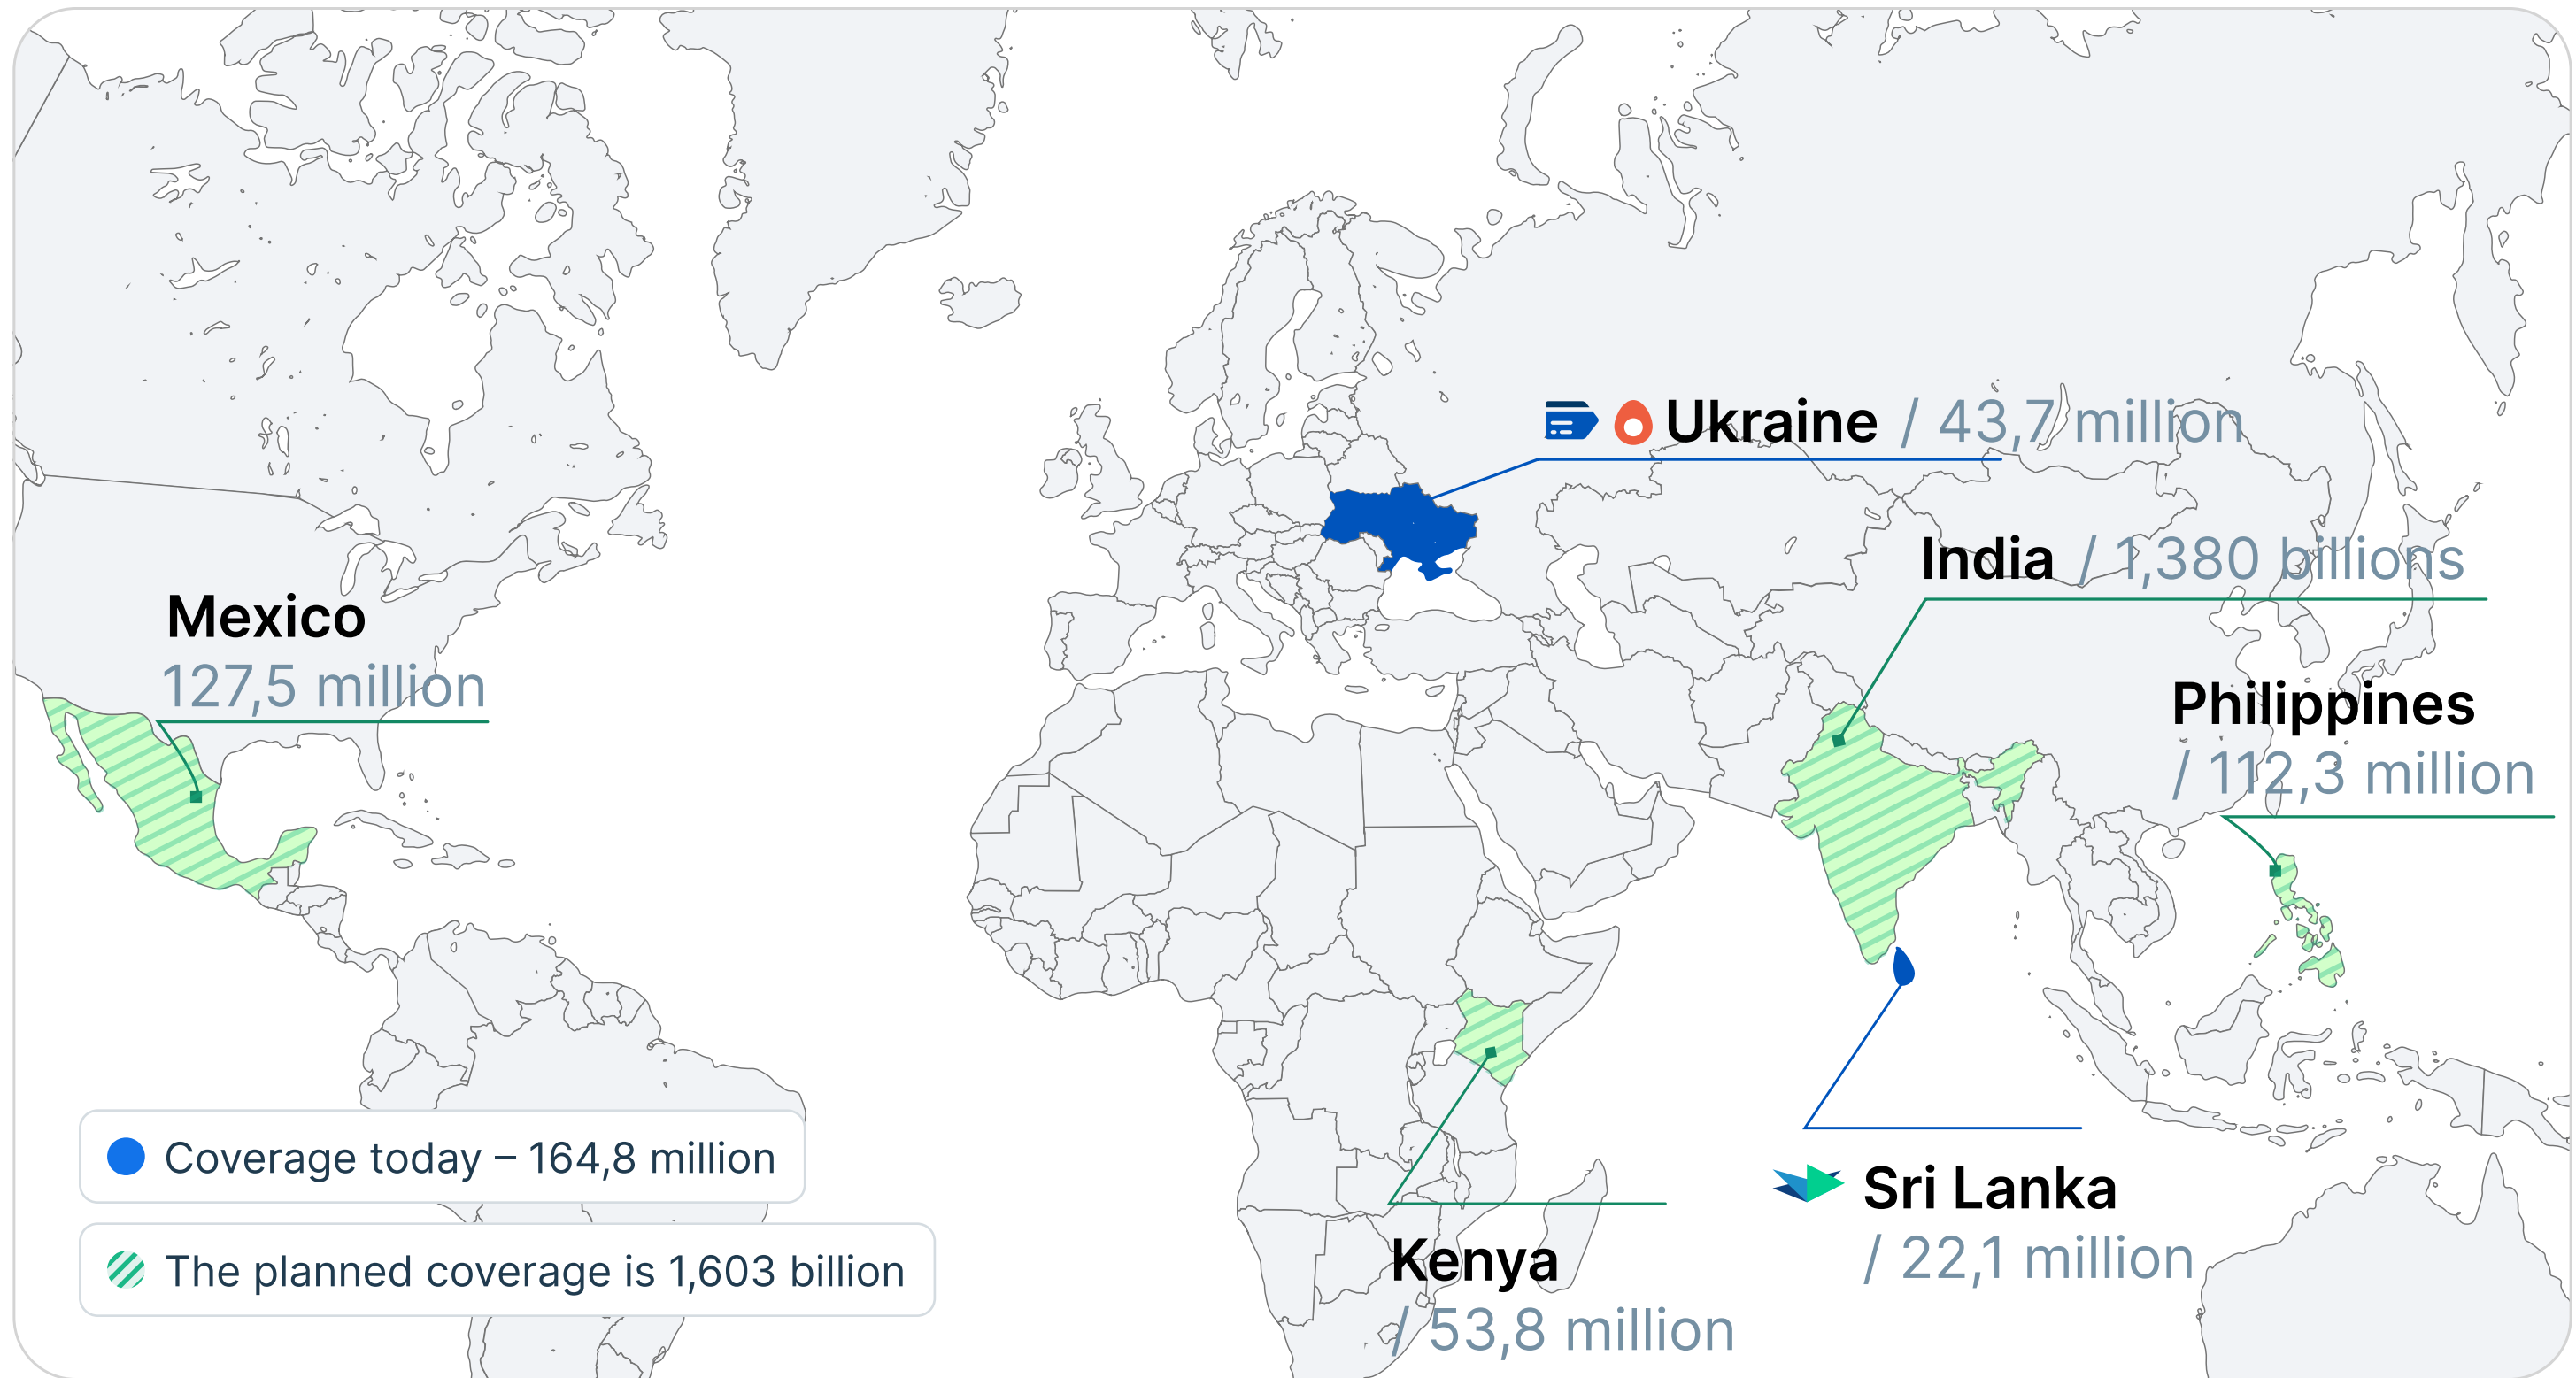 Ukraine / 43,7 million
India / 1,380 billions
Mexico
127,5 million
Philippines
/ 112,3 million
Coverage today – 164,8 million
Sri Lanka
/ 22,1 million
The planned coverage is 1,603 billion
Kenya
/ 53,8 million